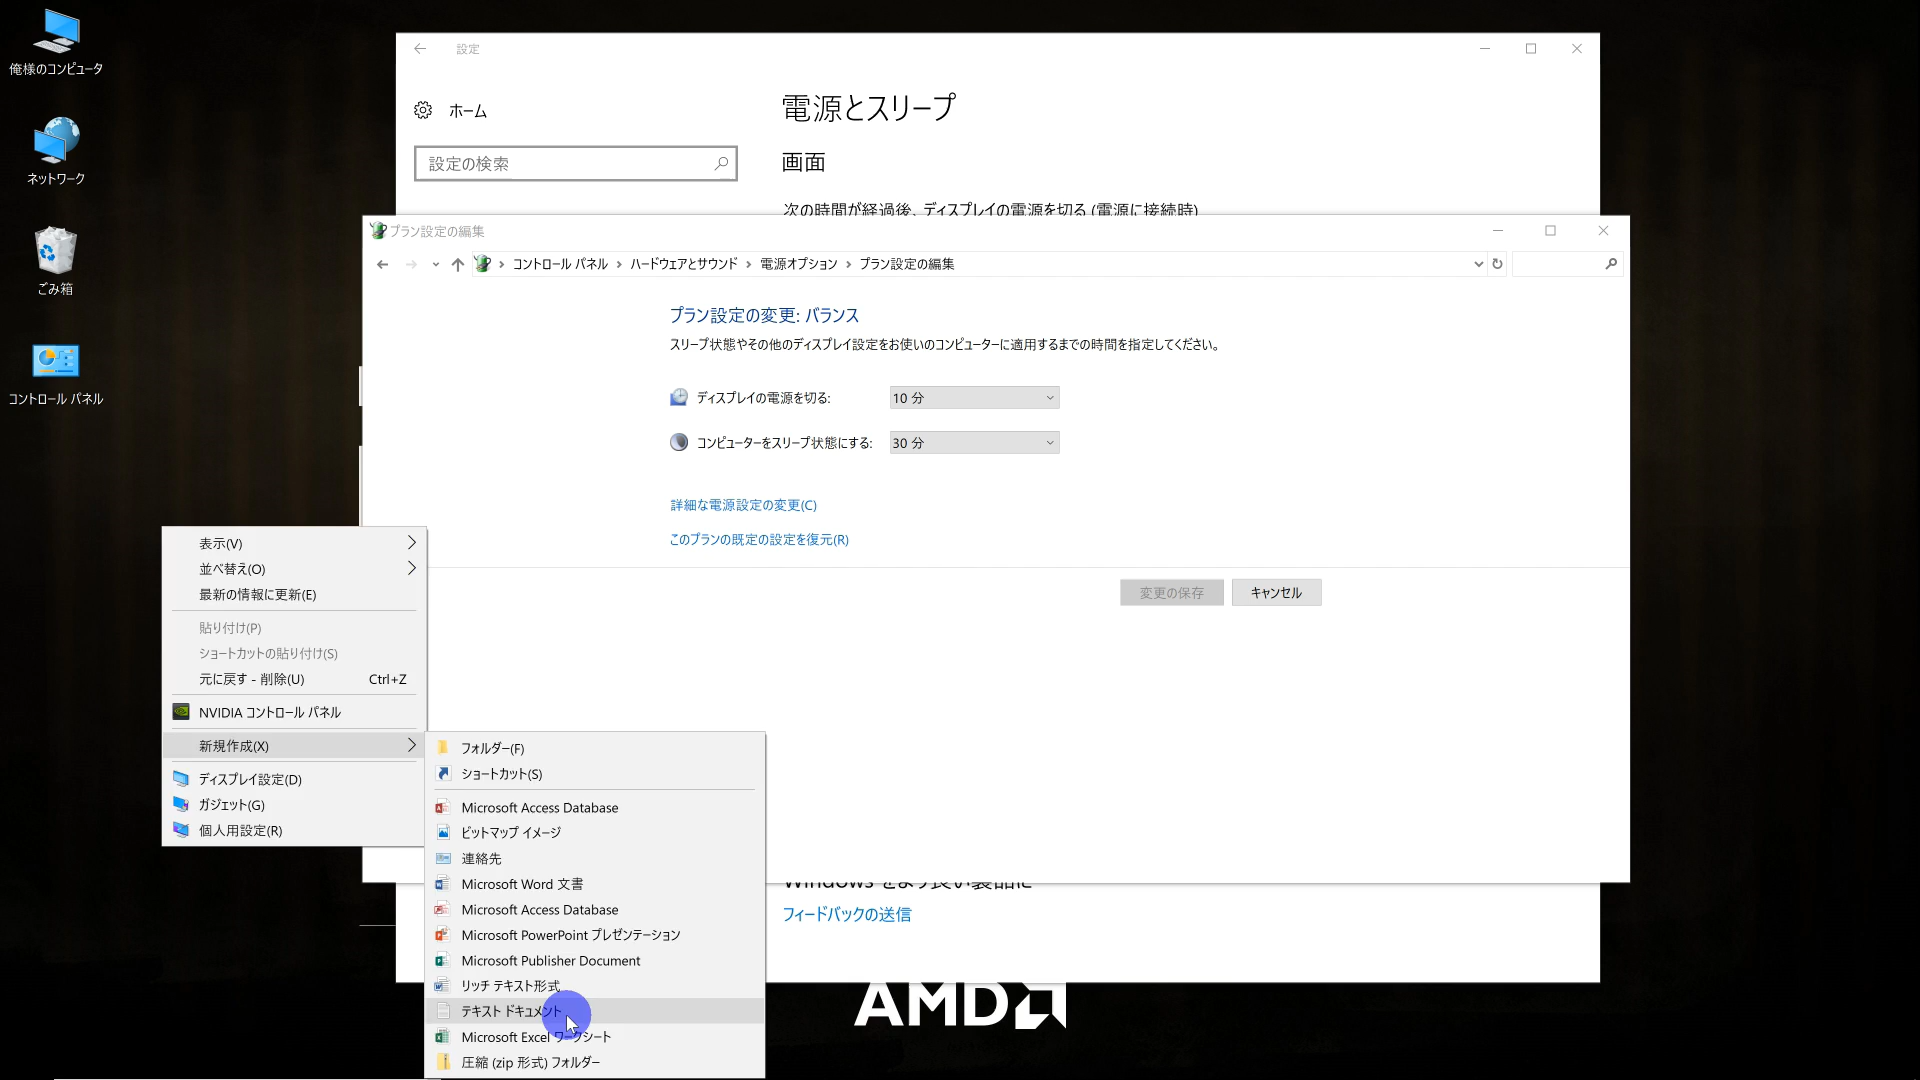 俺様のコンピュータ
ネットワーク
ごみ箱
コントロール パネル
設定
ホーム
設定の検索
電源とスリープ
画面
次の時間が経過後、ディスプレイの電源を切る (電源に接続時)
プラン設定の編集
コントロール パネル › ハードウェアとサウンド › 電源オプション › プラン設定の編集
プラン設定の変更: バランス
スリープ状態やその他のディスプレイ設定をお使いのコンピューターに適用するまでの時間を指定してください。
ディスプレイの電源を切る: 10 分
コンピューターをスリープ状態にする: 30 分
詳細な電源設定の変更(C)
このプランの既定の設定を復元(R)
変更の保存 キャンセル
表示(V)
並べ替え(O)
最新の情報に更新(E)
貼り付け(P)
ショートカットの貼り付け(S)
元に戻す - 削除(U) Ctrl+Z
NVIDIA コントロール パネル
新規作成(X)
ディスプレイ設定(D)
ガジェット(G)
個人用設定(R)
フォルダー(F)
ショートカット(S)
Microsoft Access Database
ビットマップ イメージ
連絡先
Microsoft Word 文書
Microsoft Access Database
Microsoft PowerPoint プレゼンテーション
Microsoft Publisher Document
リッチ テキスト形式
テキスト ドキュメント
Microsoft Excel ワークシート
圧縮 (zip 形式) フォルダー
Windows をより良い製品に
フィードバックの送信
AMD